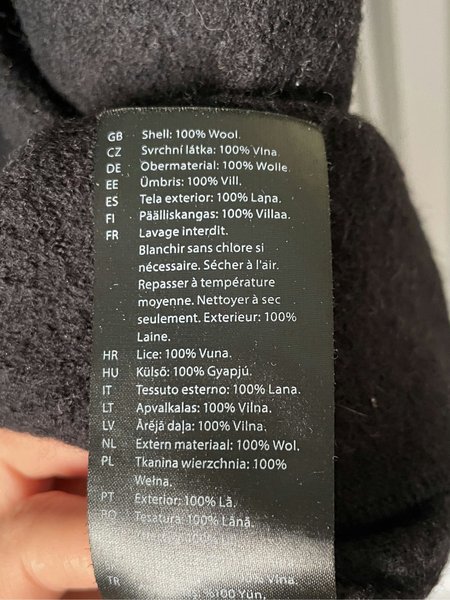 GB Shell: 100% Wool.
CZ Svrchní látka: 100% Vlna.
DE Obermaterial: 100% Wolle.
EE Ümbris: 100% Vill.
ES Tela exterior: 100% Lana.
FI Päälliskangas: 100% Villaa.
FR Lavage interdit.
Blanchir sans chlore si
nécessaire. Sécher à l'air.
Repasser à température
moyenne. Nettoyer à sec
seulement. Exterieur: 100%
Laine.
HR Lice: 100% Vuna.
HU Külső: 100% Gyapjú.
IT Tessuto esterno: 100% Lana.
LT Apvalkalas: 100% Vilna.
LV Ārējā daļa: 100% Vilna.
NL Extern materiaal: 100% Wol.
PL Tkanina wierzchnia: 100%
Wełna.
PT Exterior: 100% Lã.
RO Tesatura: 100% Lână.
100% Vlna.
TR %100 Yün.